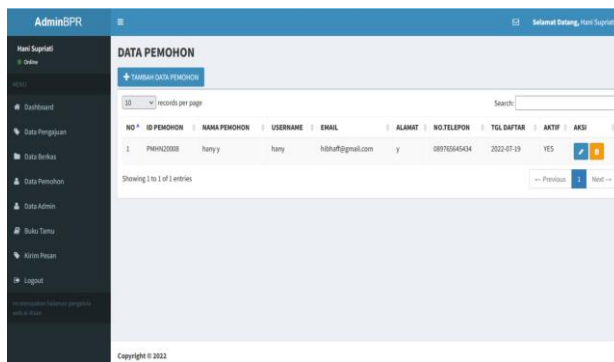 AdminBPR
Selamat Datang, Hani Supriati
Hani Supriati
Online
MENU
Dashboard
Data Pengajuan
Data Berkas
Data Pemohon
Data Admin
Buku Tamu
Kirim Pesan
Logout
DATA PEMOHON
+ TAMBAH DATA PEMOHON
10 records per page
Search:
NO ID PEMOHON NAMA PEMOHON USERNAME EMAIL ALAMAT NO.TELEPON TGL DAFTAR AKTIF AKSI
1 PMHN20008 hany y hany hibhaff@gmail.com y 089765645434 2022-07-19 YES
Showing 1 to 1 of 1 entries
← Previous 1 Next →
Copyright © 2022